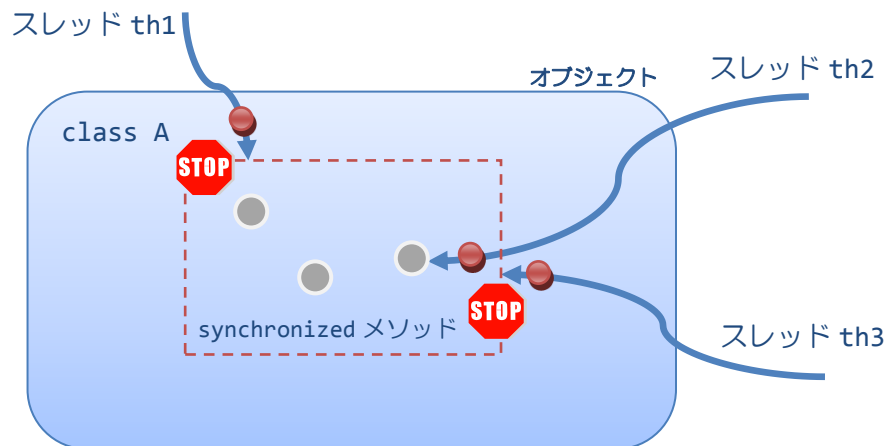 スレッド th1
オブジェクト
スレッド th2
class A
STOP
STOP
synchronized メソッド
スレッド th3